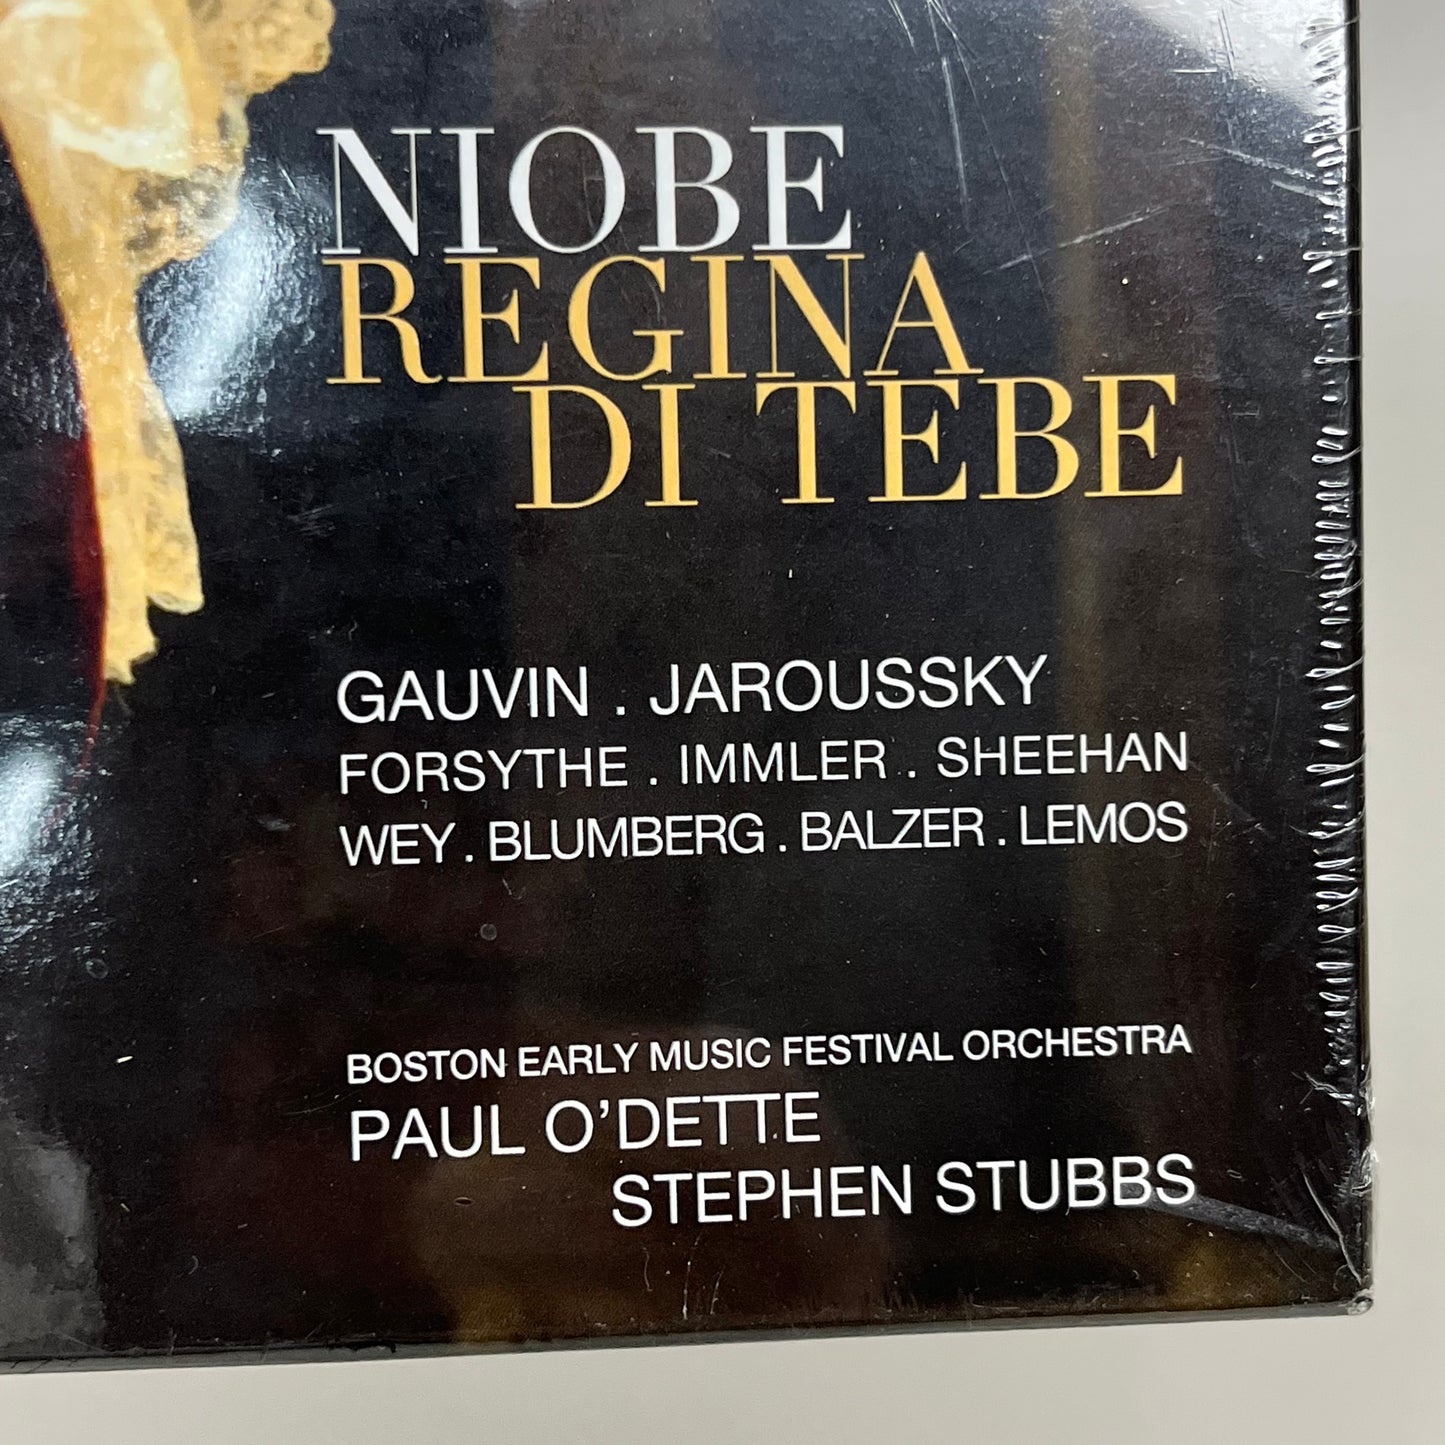 NIOBE
REGINA
DI TEBE
GAUVIN . JAROUSSKY
FORSYTHE . IMMLER . SHEEHAN
WEY . BLUMBERG . BALZER . LEMOS
BOSTON EARLY MUSIC FESTIVAL ORCHESTRA
PAUL O'DETTE
STEPHEN STUBBS